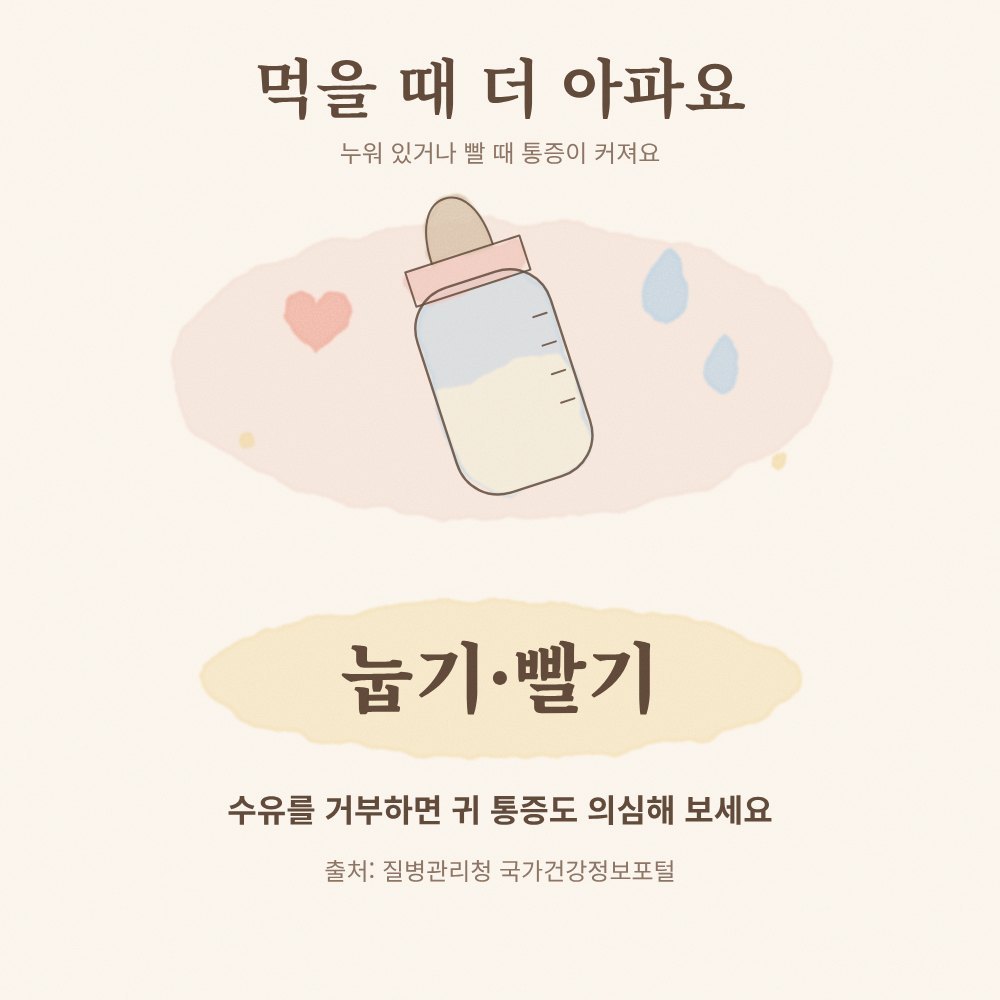 먹을 때 더 아파요
누워 있거나 빨 때 통증이 커져요
눕기·빨기
수유를 거부하면 귀 통증도 의심해 보세요
출처: 질병관리청 국가건강정보포털